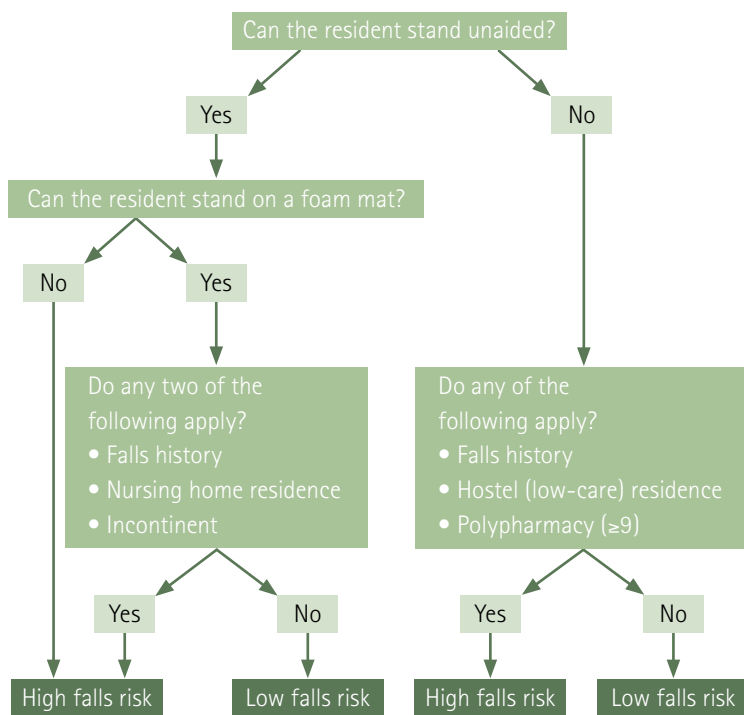 Can the resident stand unaided?
Yes
No
Can the resident stand on a foam mat?
No
Yes
Do any two of the
following apply?
• Falls history
• Nursing home residence
• Incontinent
Do any of the
following apply?
• Falls history
• Hostel (low-care) residence
• Polypharmacy (≥9)
Yes
No
Yes
No
High falls risk
Low falls risk
High falls risk
Low falls risk